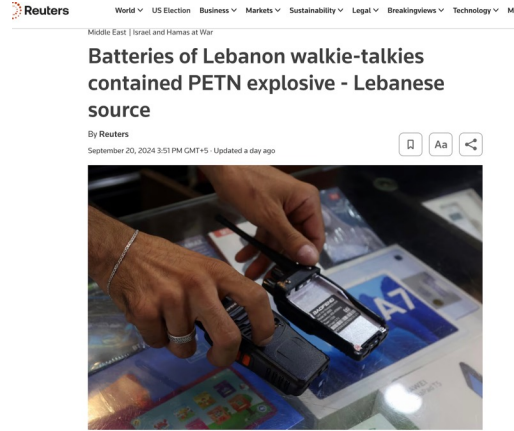 Reuters
World US Election Business Markets Sustainability Legal Breakingviews Technology M
Middle East | Israel and Hamas at War
Batteries of Lebanon walkie-talkies
contained PETN explosive - Lebanese
source
By Reuters
September 20, 2024 3:51 PM GMT+5 · Updated a day ago
Aa
BAOFENG
A7
HUAWEI